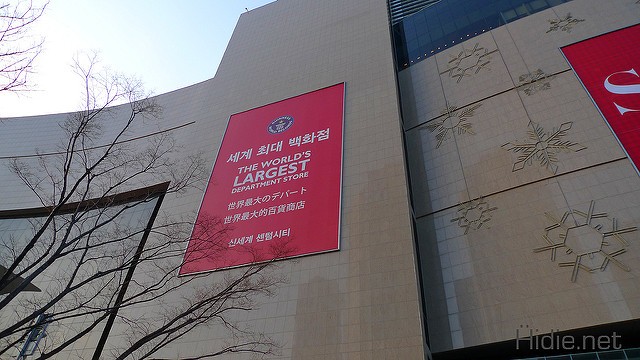 세계 최대 백화점
THE WORLD'S
LARGEST
DEPARTMENT STORE
世界最大のデパート
世界最大的百貨商店
신세계 센텀시티
S
Hidie.net